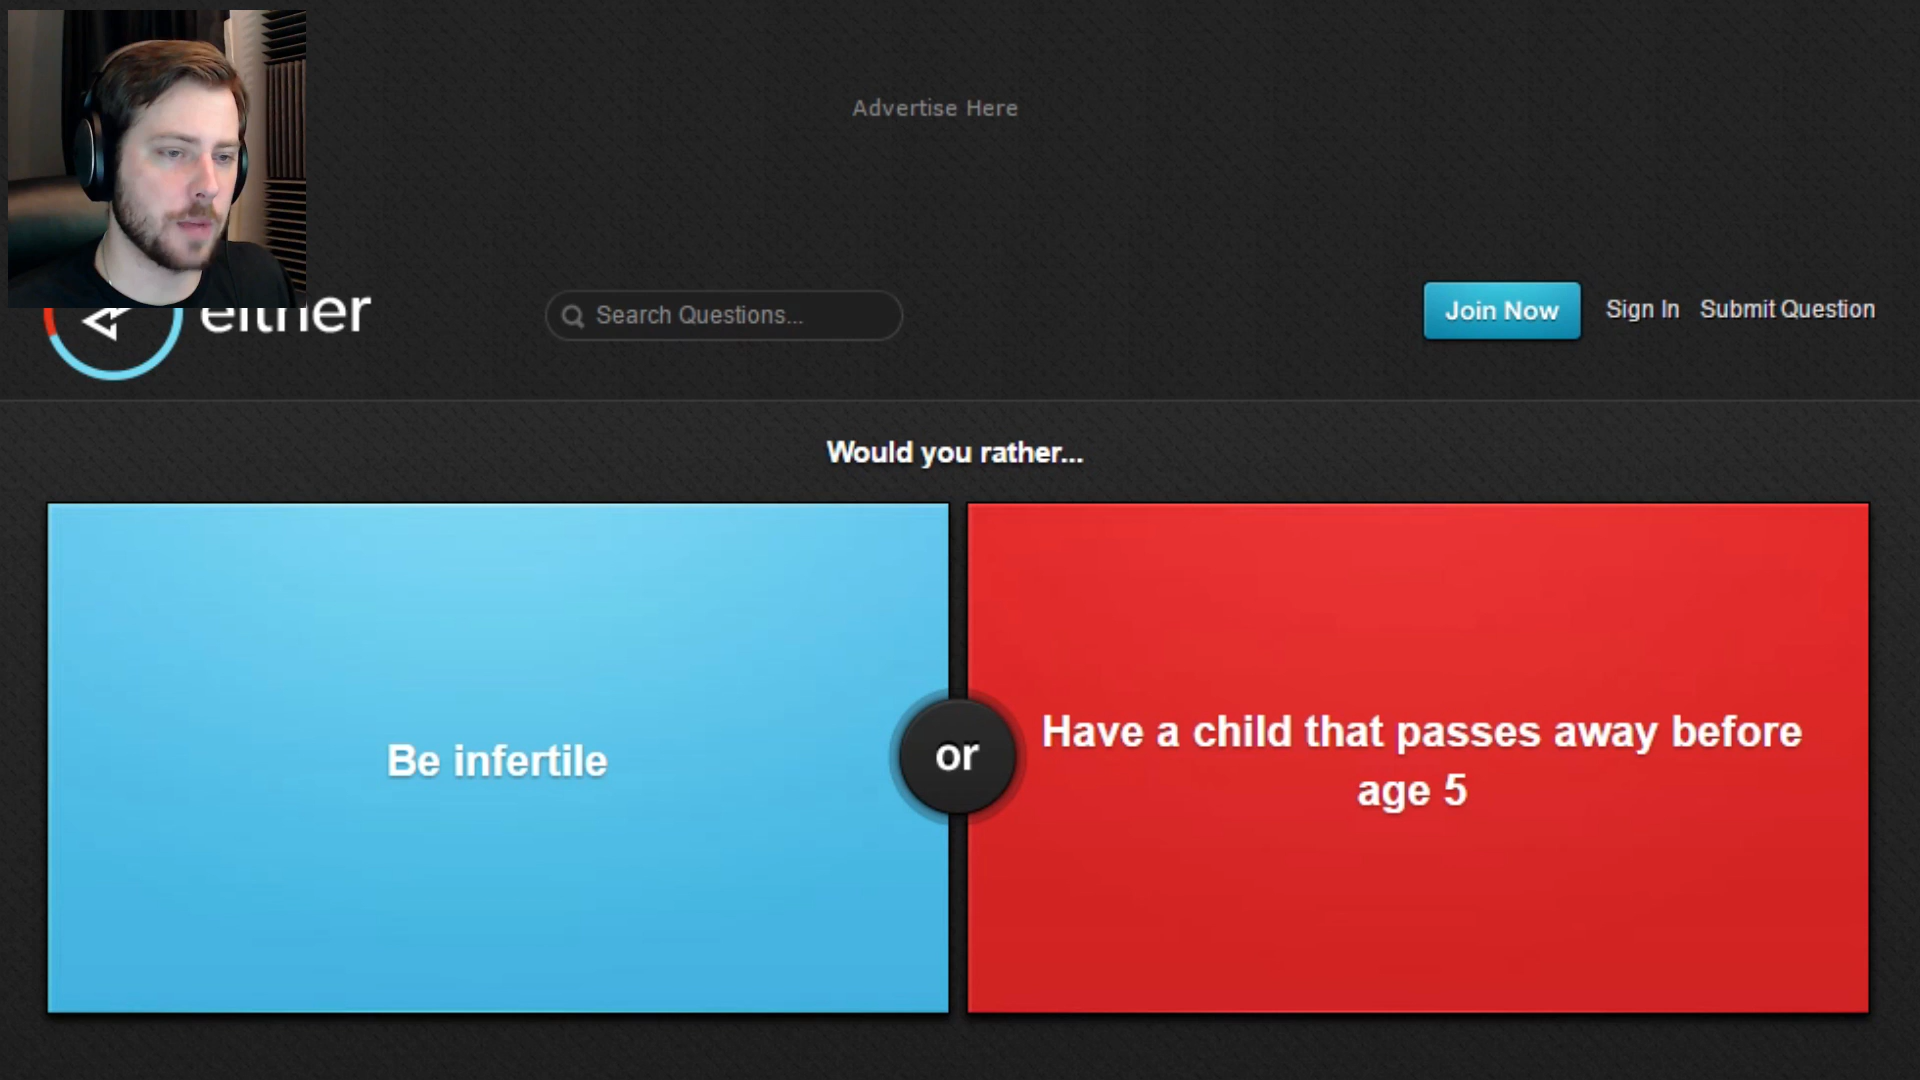 Advertise Here
either
Search Questions...
Join Now
Sign In
Submit Question
Would you rather...
Be infertile
or
Have a child that passes away before
age 5